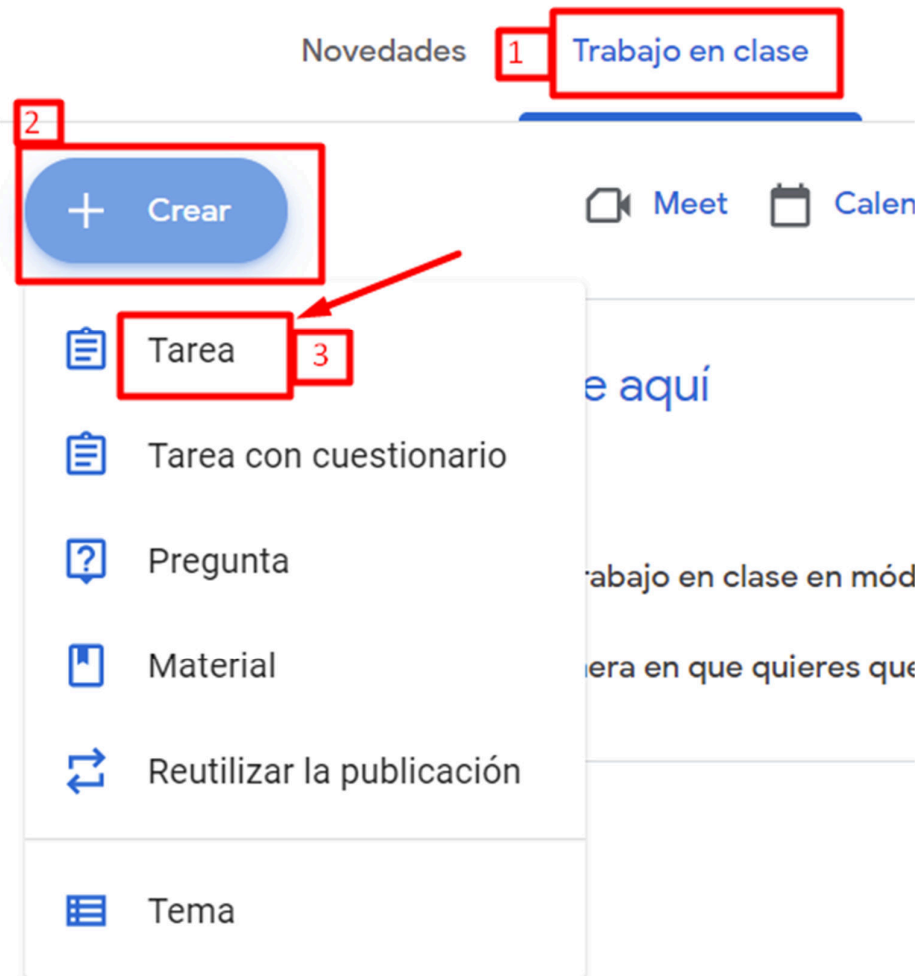 Novedades 1 Trabajo en clase
2
+ Crear Meet Calen
Tarea 3
e aquí
Tarea con cuestionario
Pregunta
rabajo en clase en mód
Material
era en que quieres que
Reutilizar la publicación
Tema